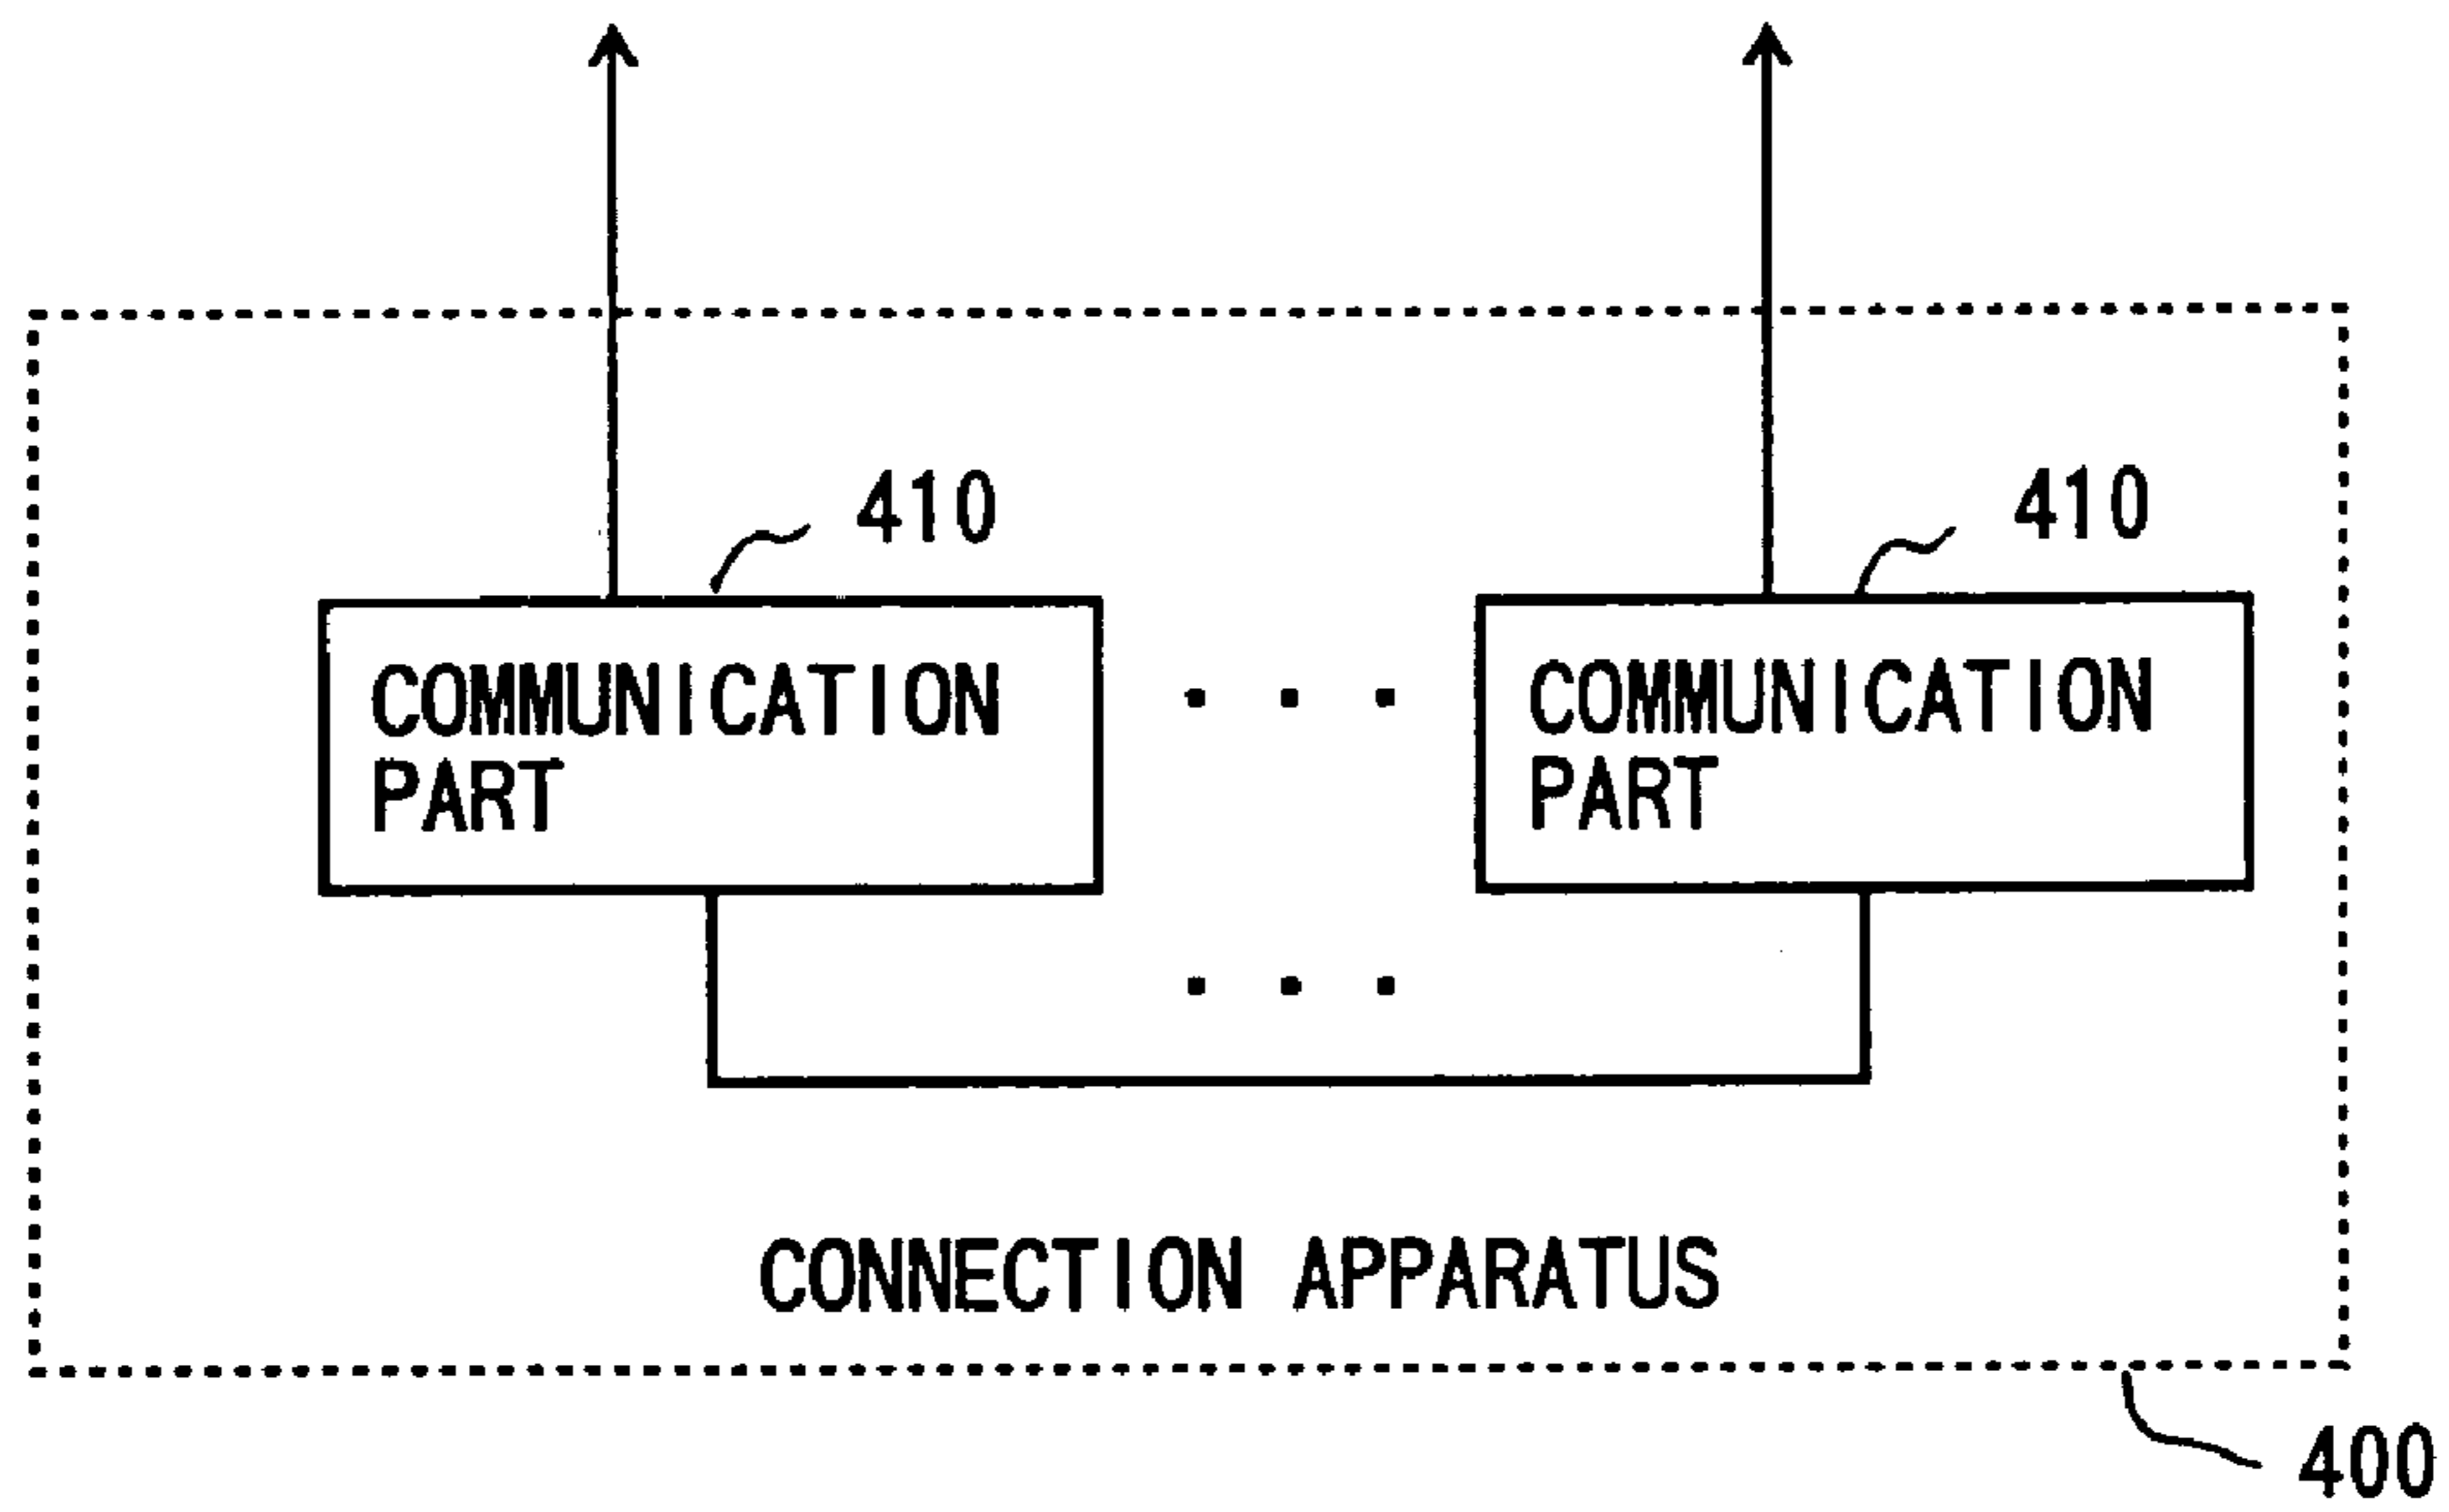 410
410
COMMUNICATION
PART
COMMUNICATION
PART
CONNECTION APPARATUS
400